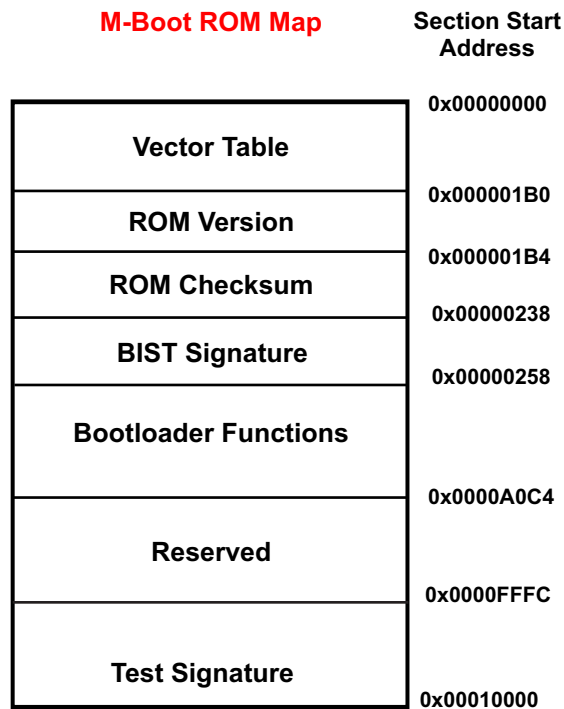 M-Boot ROM Map
Section Start
Address
0x00000000
Vector Table
0x000001B0
ROM Version
0x000001B4
ROM Checksum
0x00000238
BIST Signature
0x00000258
Bootloader Functions
0x0000A0C4
Reserved
0x0000FFFC
Test Signature
0x00010000